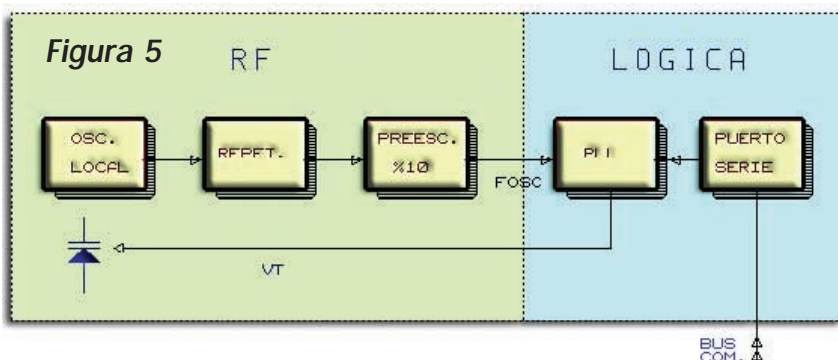 Figura 5
RF
LOGICA
OSC.
LOCAL
REPET.
PREESC.
%10
FOSC
PLL
PUERTO
SERIE
VT
BUS
COM.